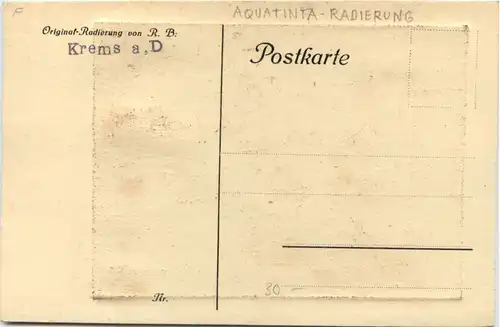 F
AQUATINTA-RADIERUNG
Original-Radierung von R. B.
Krems a,D
Postkarte
Nr.
30 –